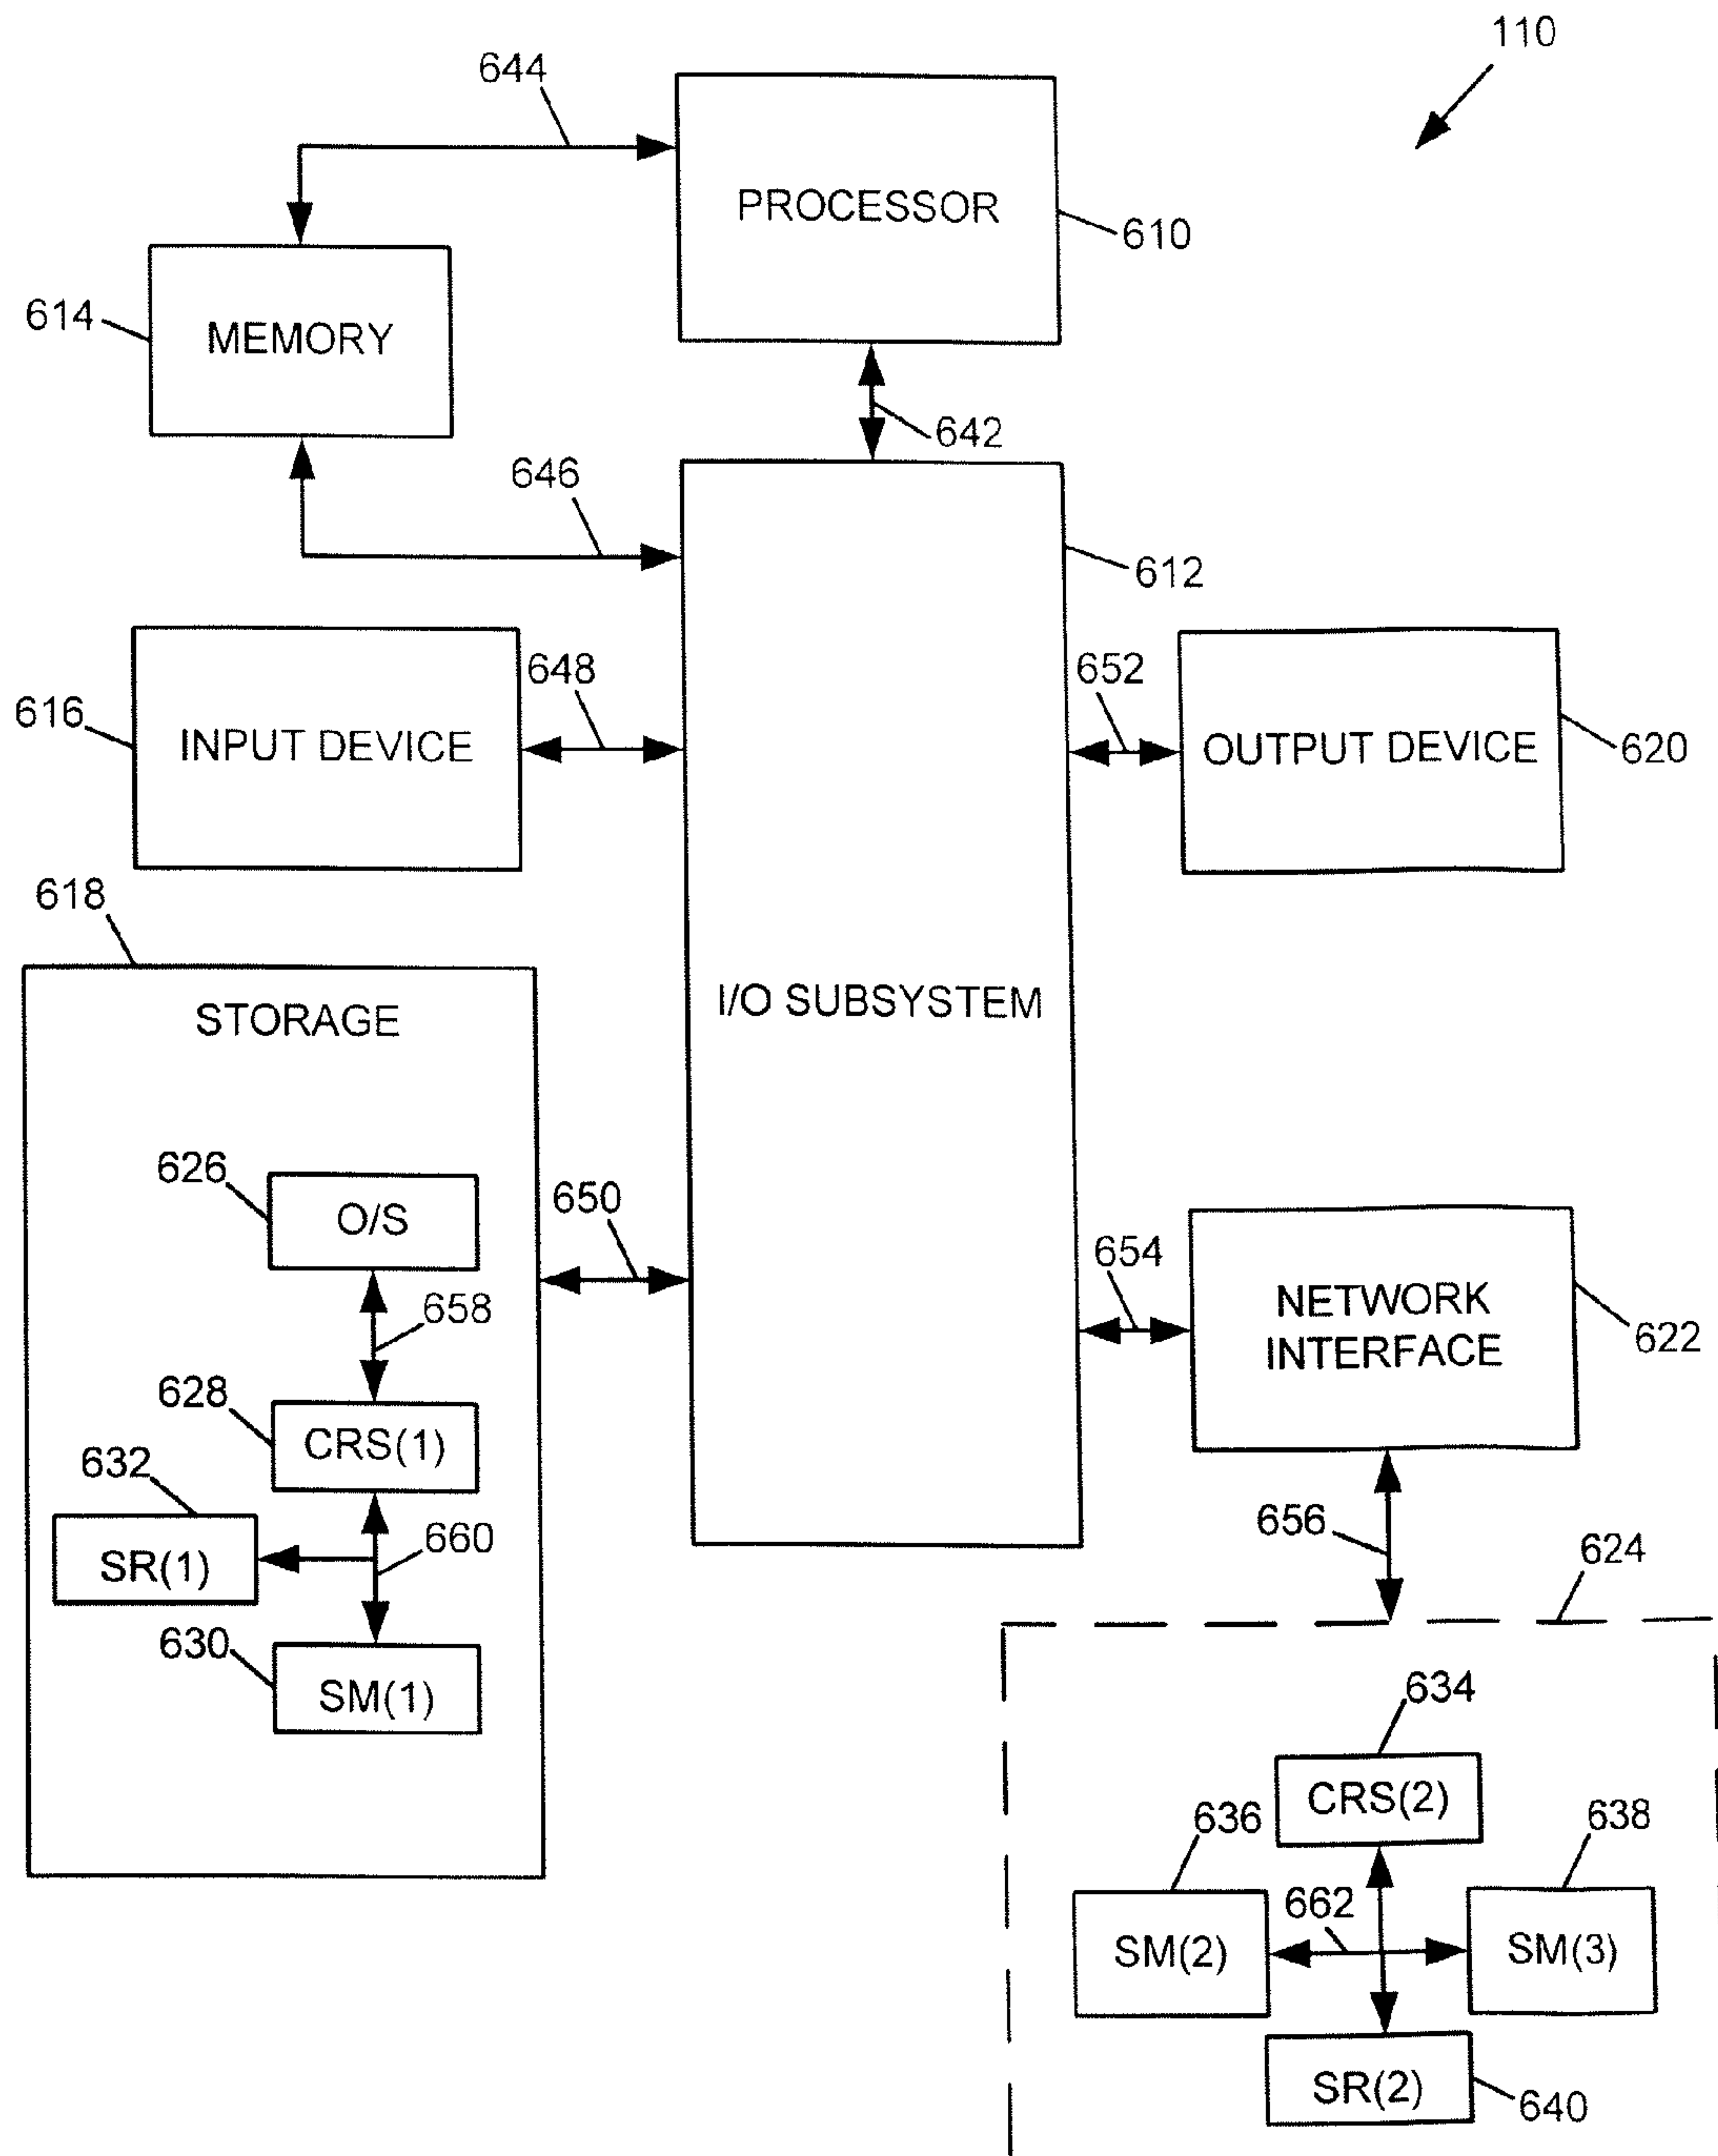 110
644
PROCESSOR
610
614
MEMORY
642
646
612
616
INPUT DEVICE
648
652
OUTPUT DEVICE
620
618
STORAGE
I/O SUBSYSTEM
626
O/S
650
658
654
NETWORK
INTERFACE
622
628
CRS(1)
632
SR(1)
660
656
624
630
SM(1)
634
CRS(2)
636
638
SM(2)
662
SM(3)
SR(2)
640